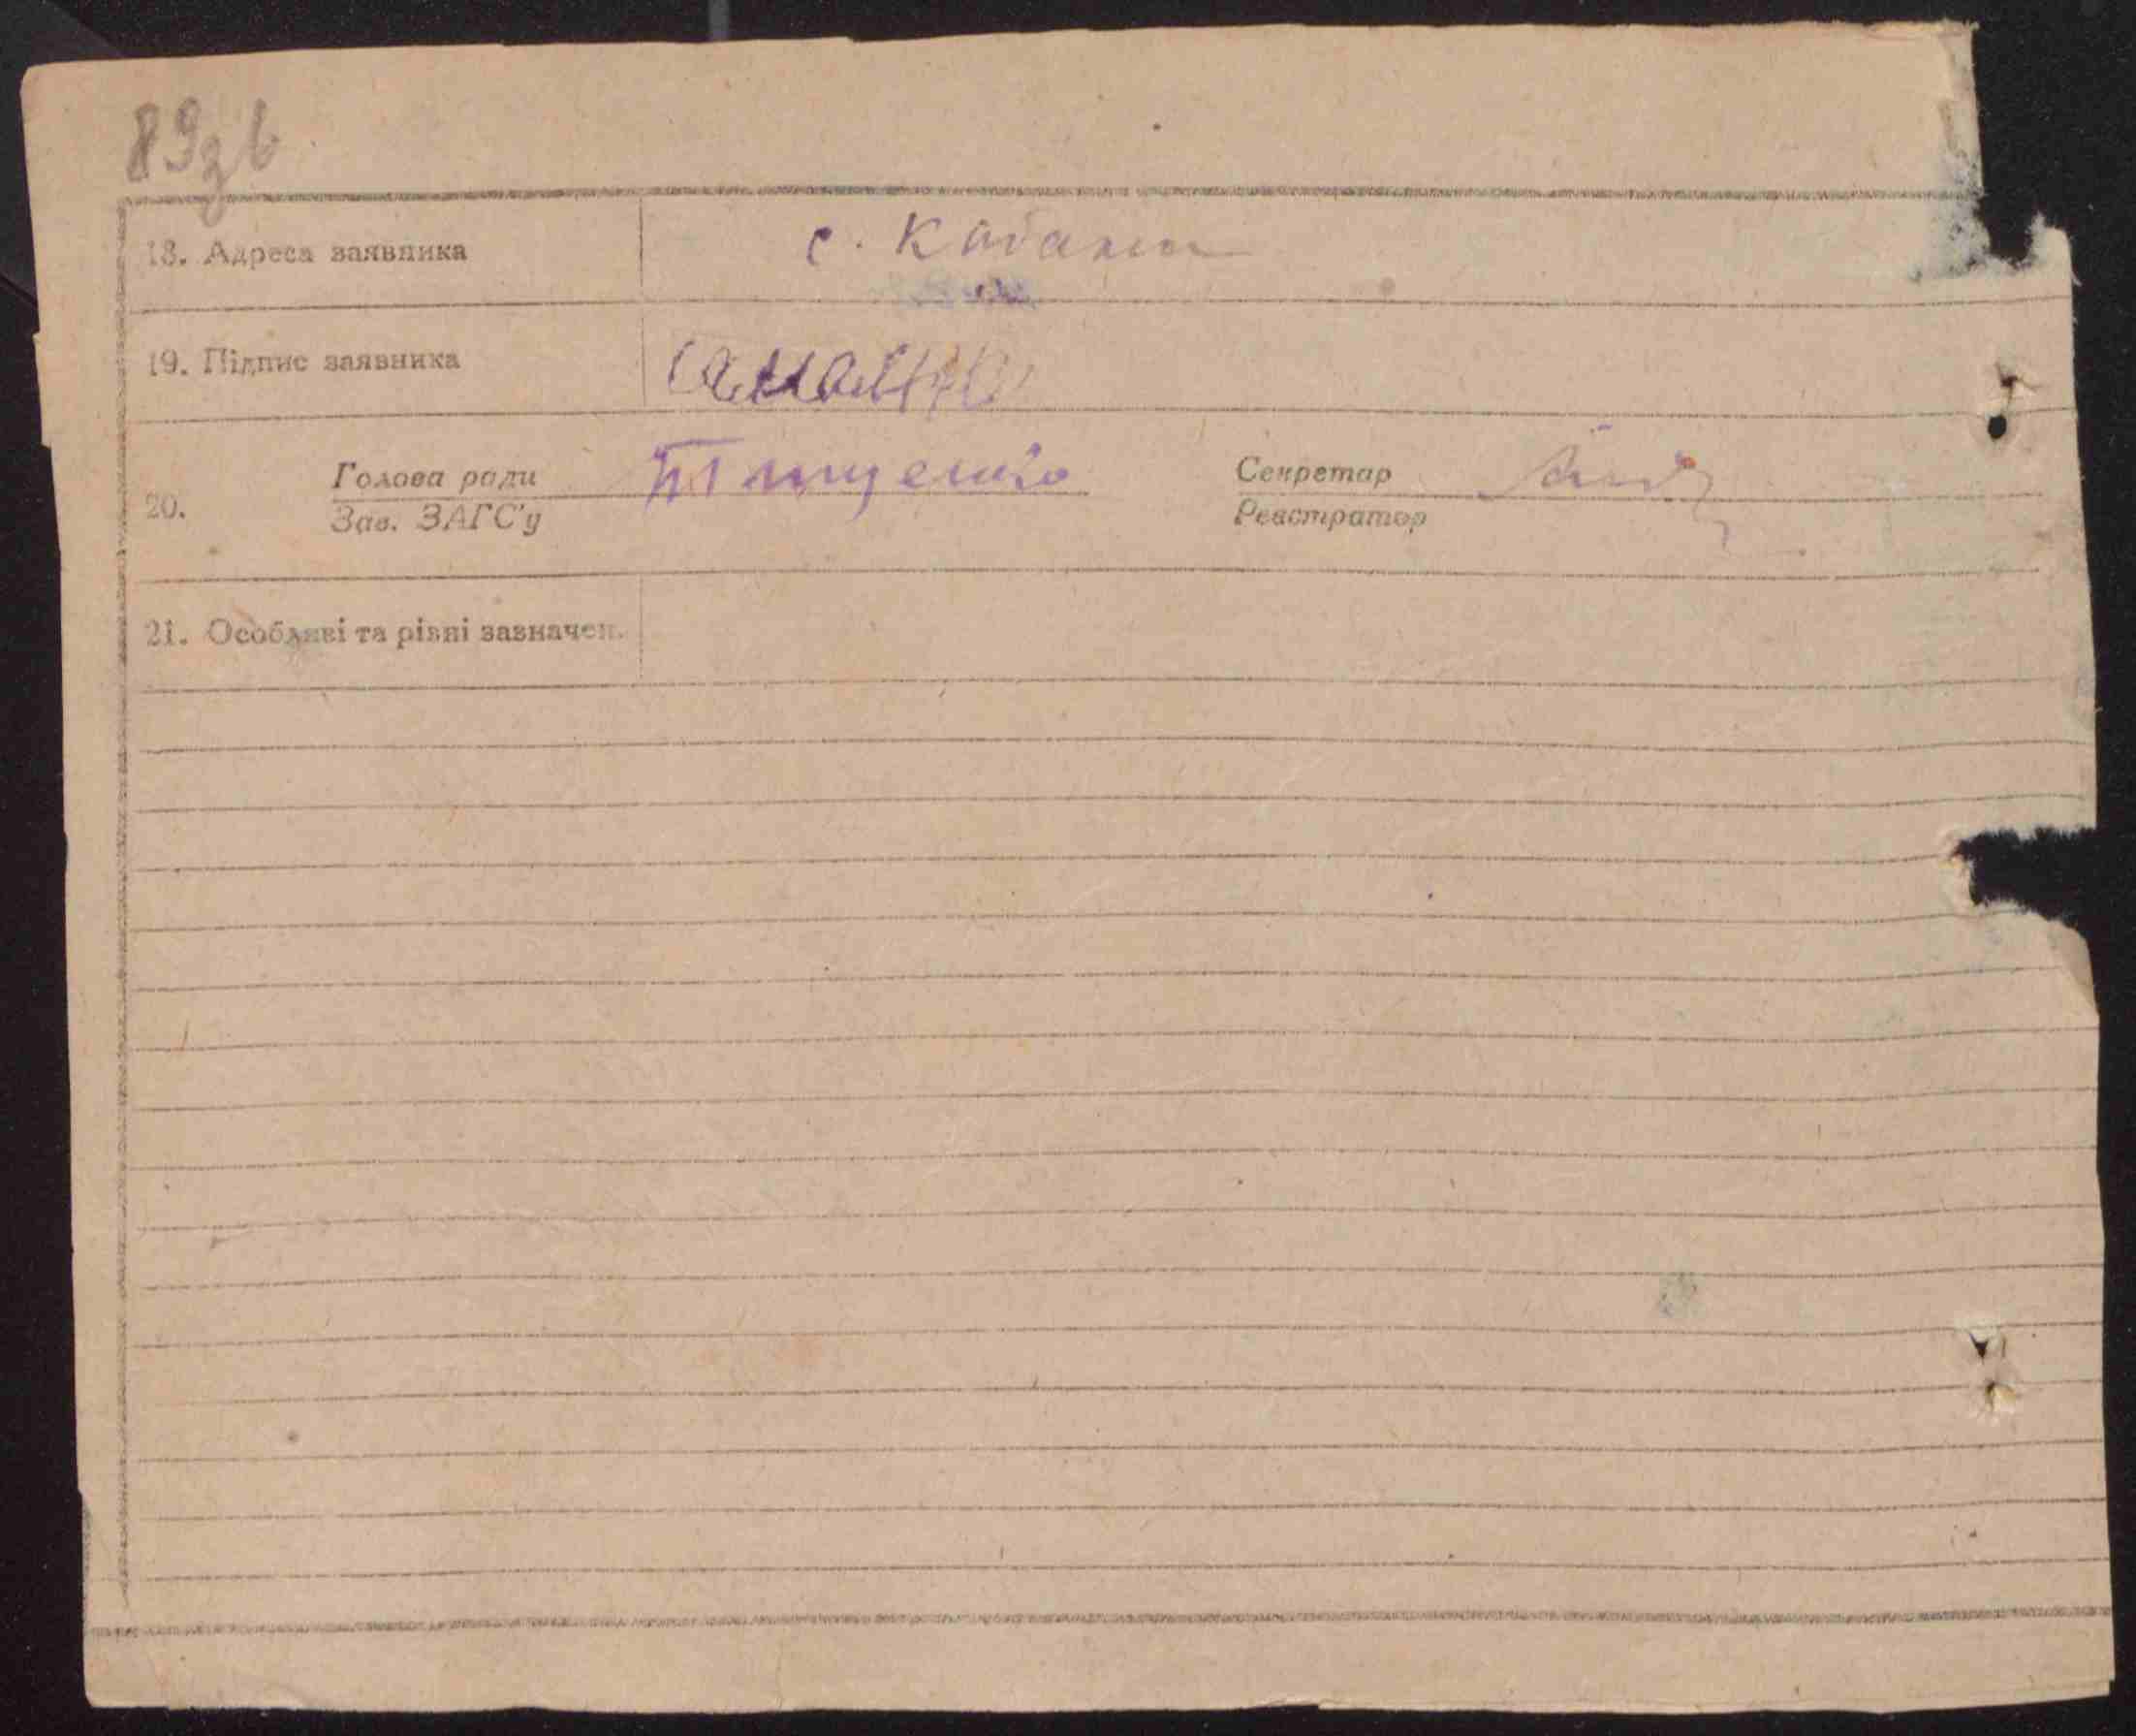 89зв
18. Адреса заявника с. Кабани
19. Підпис заявника
Голова ради Секретар
20.
Зав. ЗАГС'у Реєстратор
21. Особливі та різні зазначен.